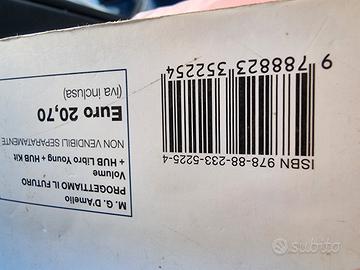 M. G. D'Amelio
PROGETTIAMO IL FUTURO
Volume
+ HUB Libro Young + HUB Kit
NON VENDIBILI SEPARATAMENTE
Euro 20,70
(iva inclusa)
ISBN 978-88-233-5225-4
9 788823 352254
subito